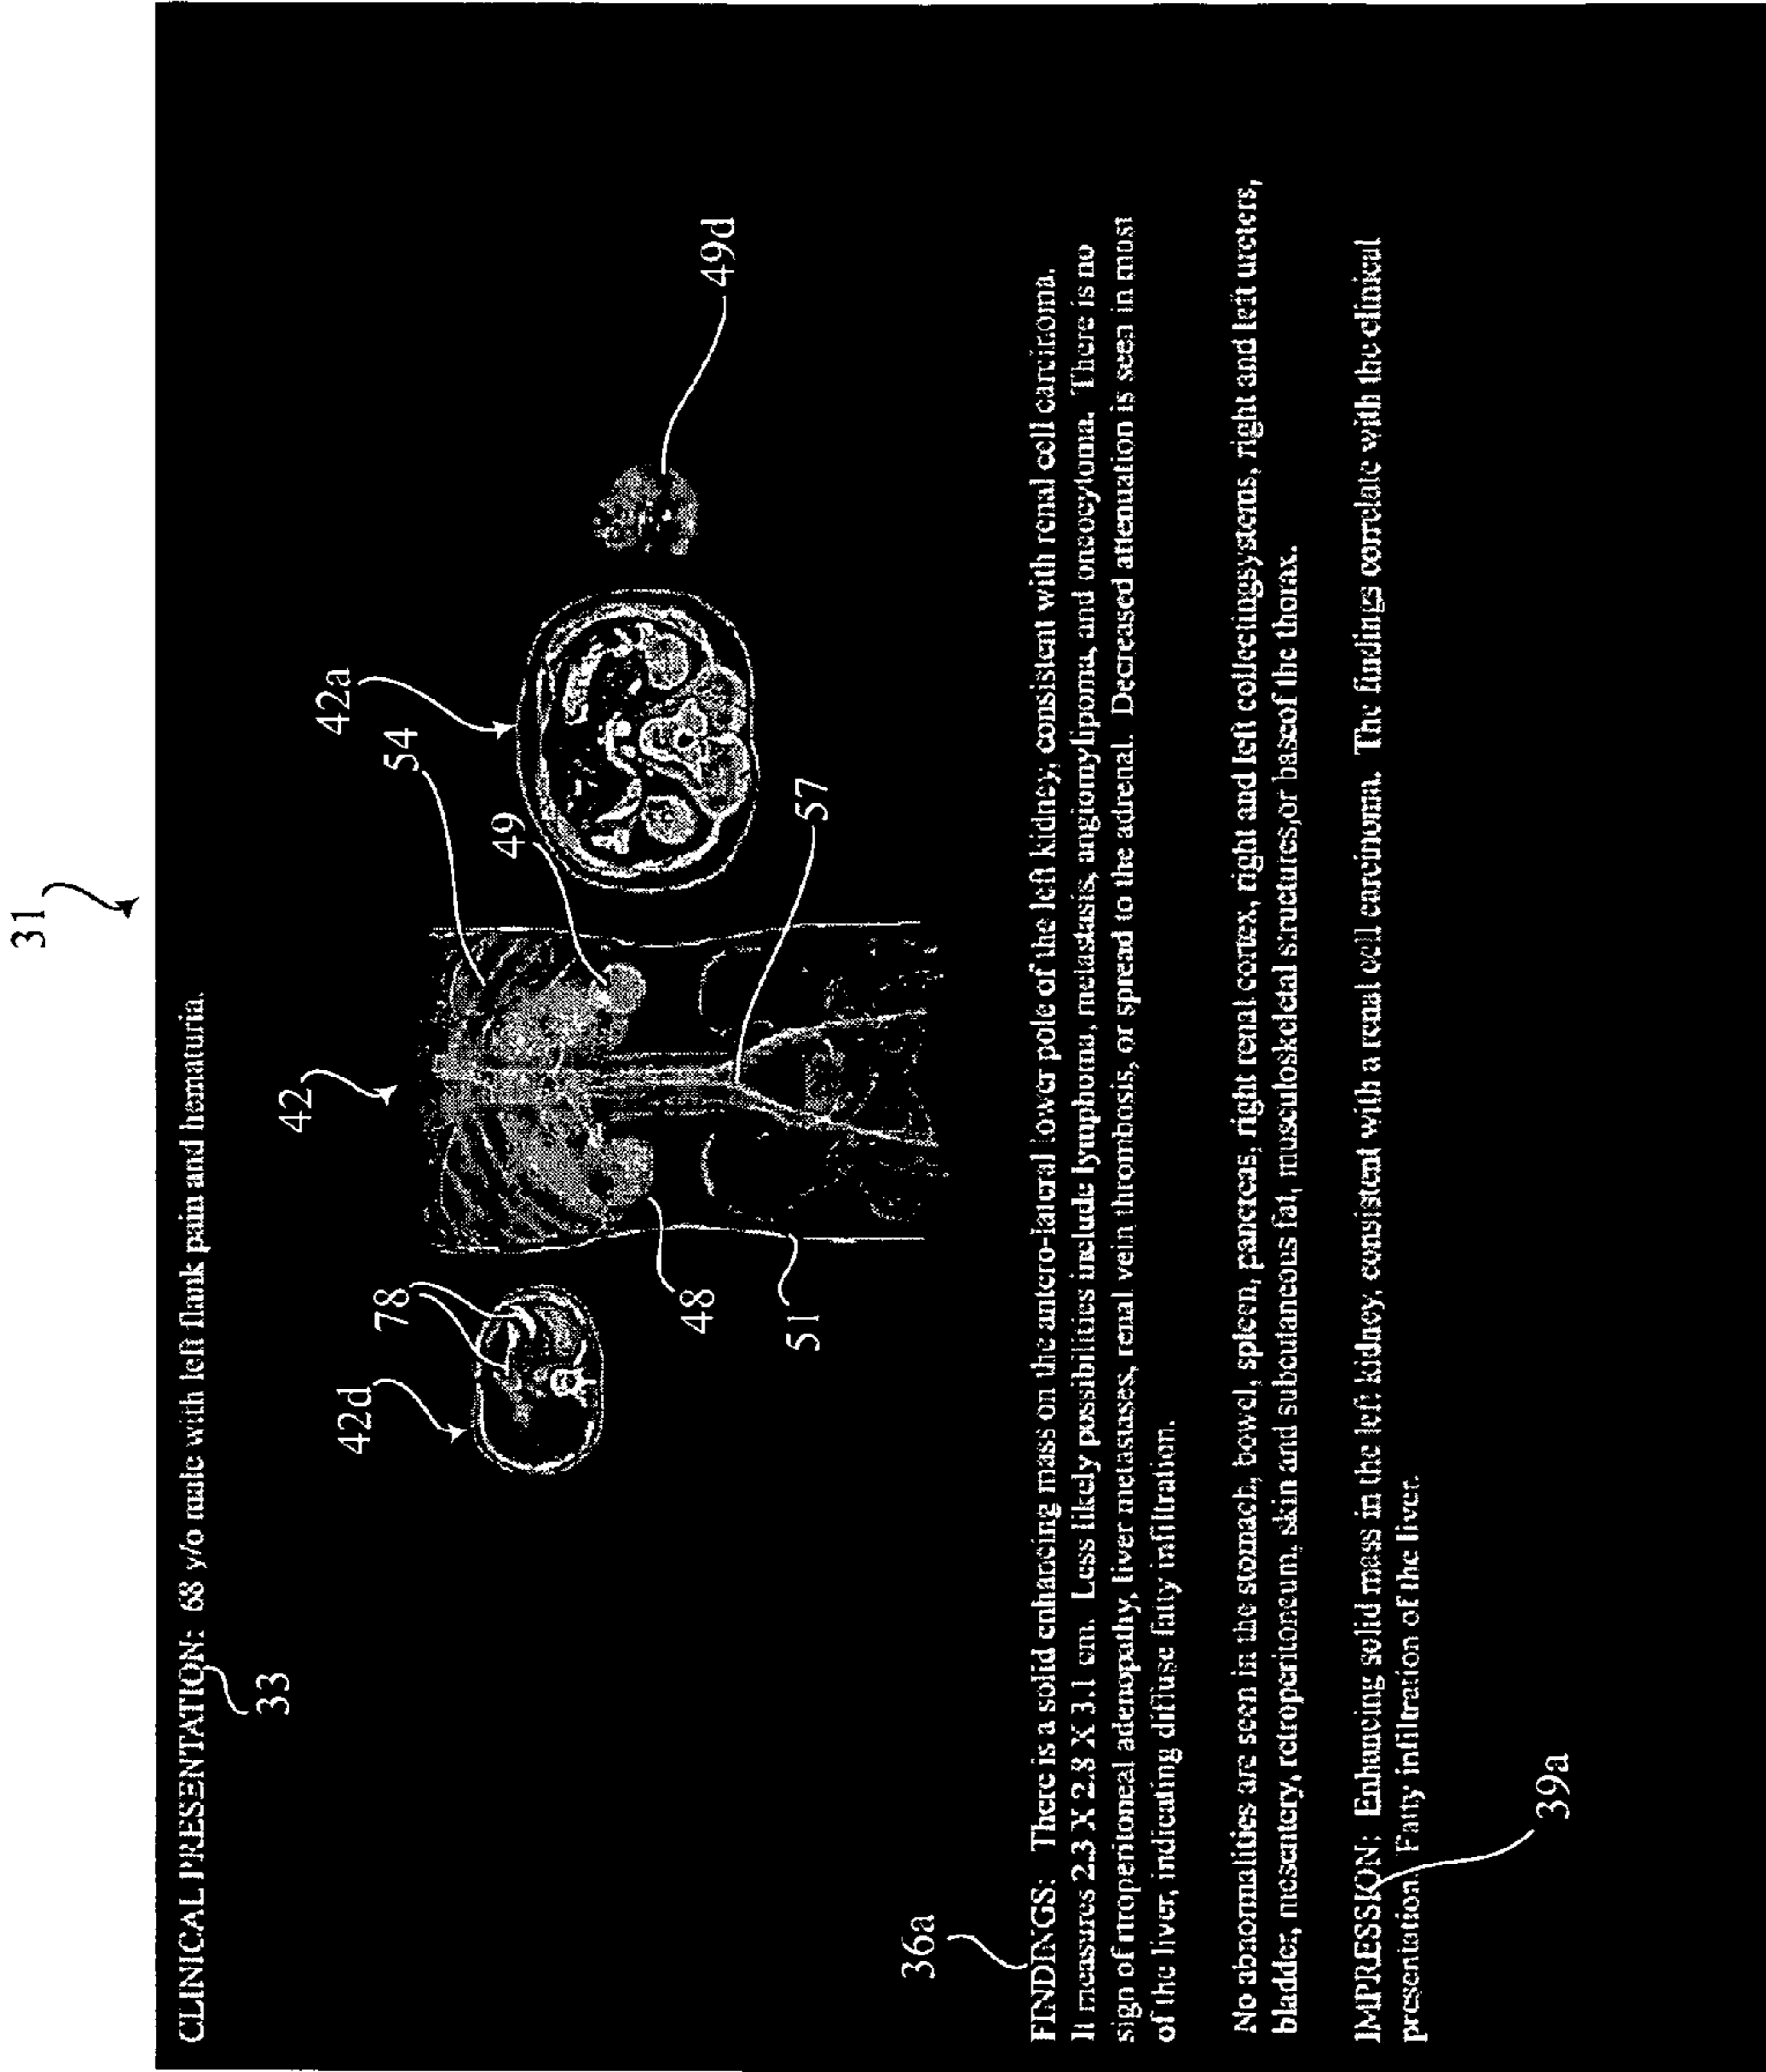 31
CLINICAL PRESENTATION: 68 y/o male with left flank pain and hematuria.
33
42
42a
42d
78
54
49
49d
48
51
57
36a
FINDINGS: There is a solid enhancing mass on the antero-lateral lower pole of the left kidney, consistent with renal cell carcinoma.
It measures 2.3 X 2.8 X 3.1 cm. Less likely possibilities include lymphoma, metastasis, angiomylipoma, and oncocytoma. There is no
sign of retroperitoneal adenopathy, liver metastases, renal vein thrombosis, or spread to the adrenal. Decreased attenuation is seen in most
of the liver, indicating diffuse fatty infiltration.
No abnormalities are seen in the stomach, bowel, spleen, pancreas, right renal cortex, right and left collectingsystems, right and left ureters,
bladder, mesentery, retroperitoneum, skin and subcutaneous fat, musculoskeletal structures,or baseof the thorax.
IMPRESSION: Enhancing solid mass in the left kidney, consistent with a renal cell carcinoma. The findings correlate with the clinical
presentation. Fatty infiltration of the liver.
39a